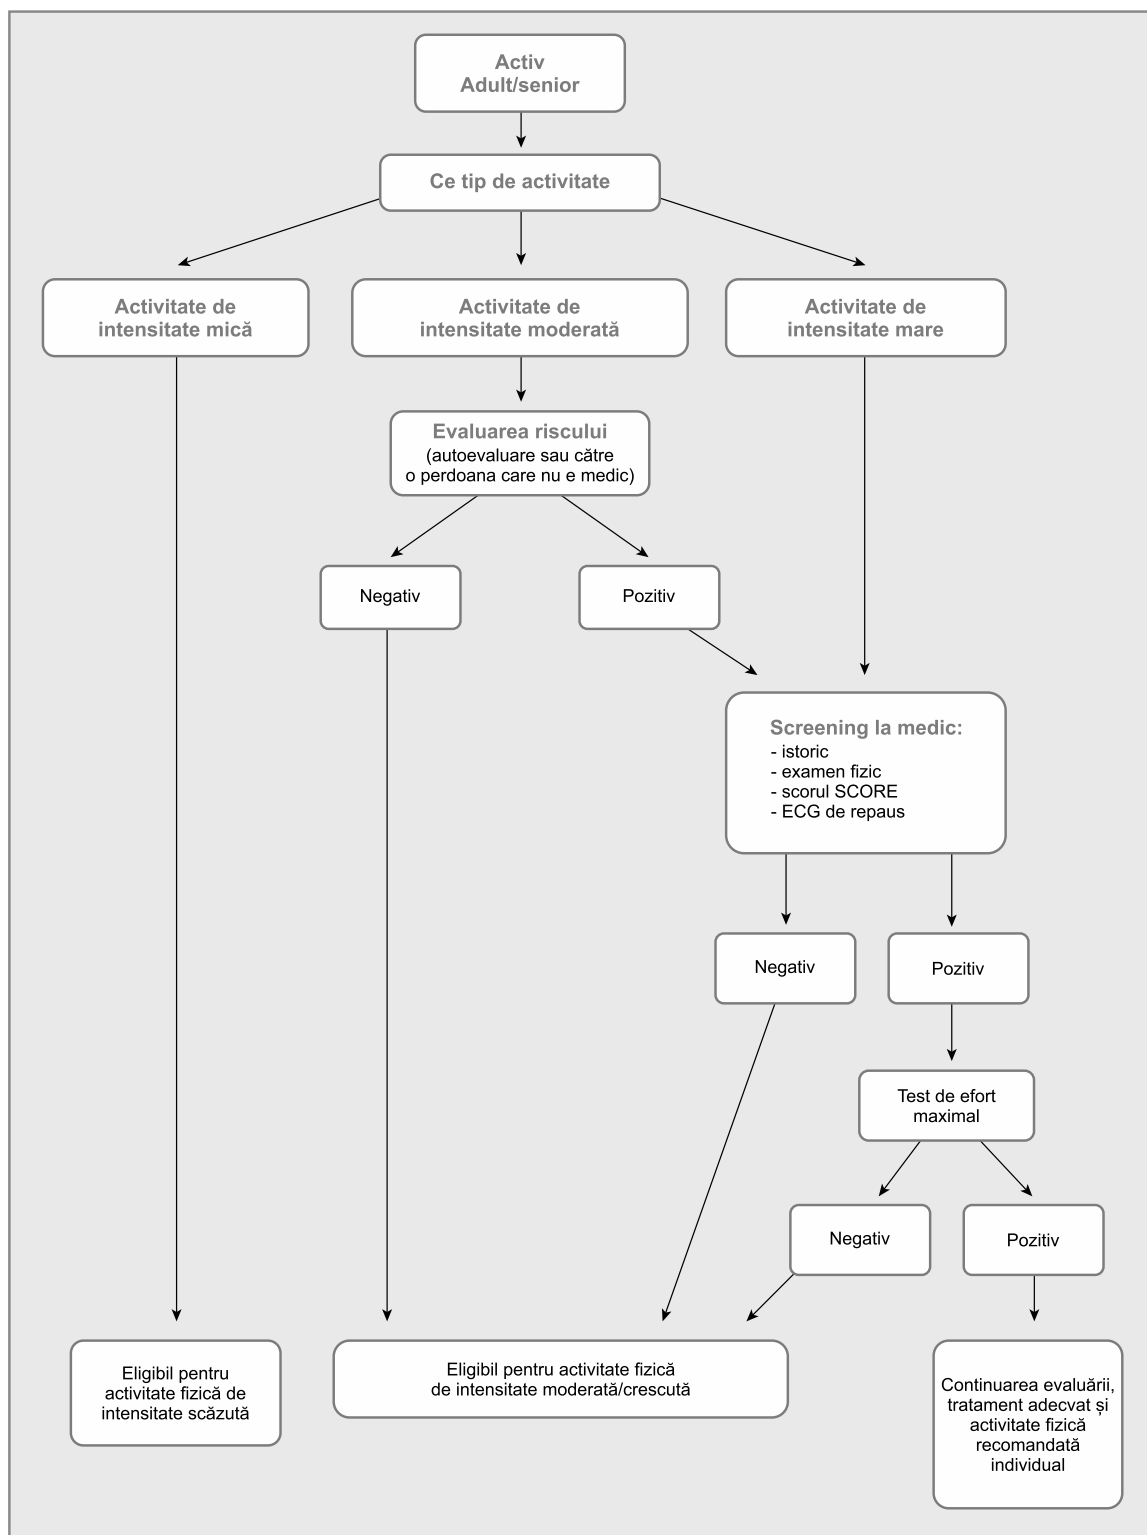 Activ
Adult/senior
Ce tip de activitate
Activitate de
intensitate mică
Activitate de
intensitate moderată
Activitate de
intensitate mare
Evaluarea riscului
(autoevaluare sau către
o perdoana care nu e medic)
Negativ
Pozitiv
Screening la medic:
- istoric
- examen fizic
- scorul SCORE
- ECG de repaus
Negativ
Pozitiv
Test de efort
maximal
Negativ
Pozitiv
Eligibil pentru
activitate fizică de
intensitate scăzută
Eligibil pentru activitate fizică
de intensitate moderată/crescută
Continuarea evaluării,
tratament adecvat și
activitate fizică
recomandată
individual